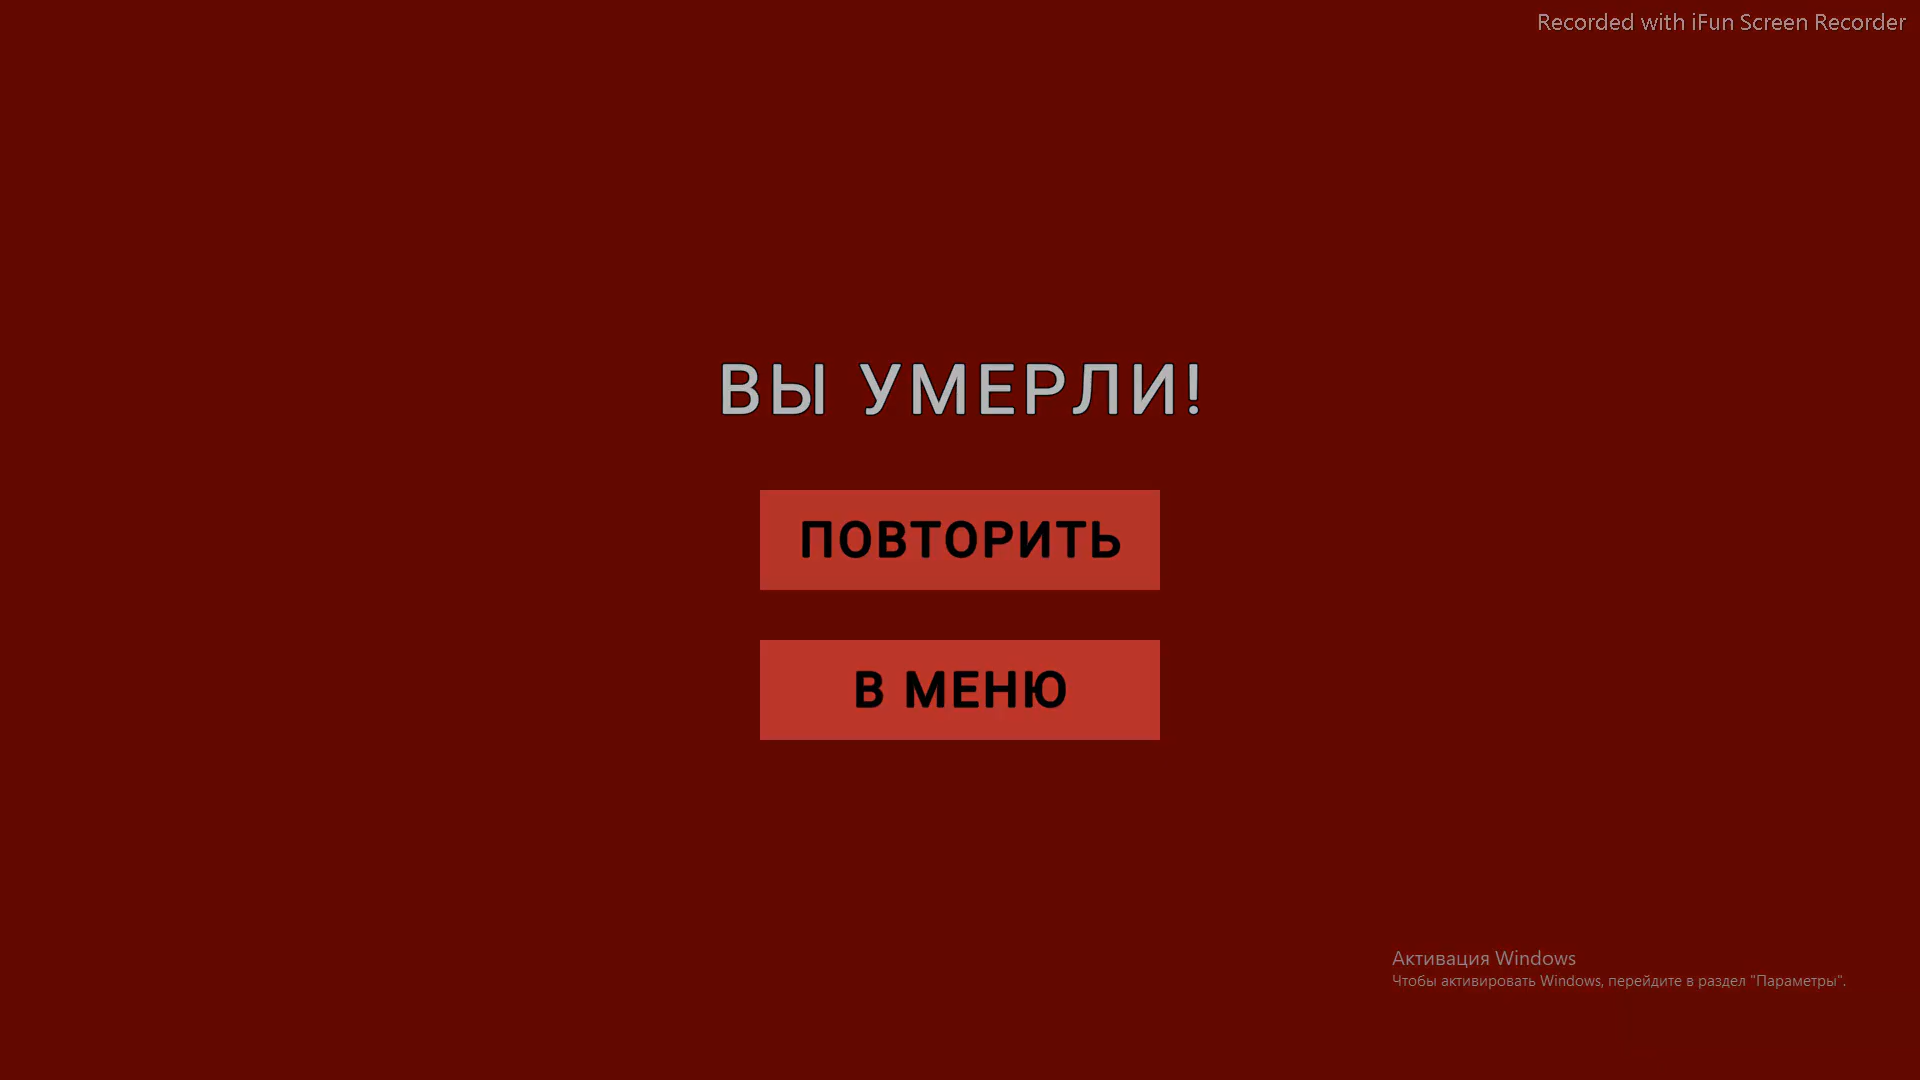 Recorded with iFun Screen Recorder
ВЫ УМЕРЛИ!
ПОВТОРИТЬ
В МЕНЮ
Активация Windows
Чтобы активировать Windows, перейдите в раздел "Параметры".